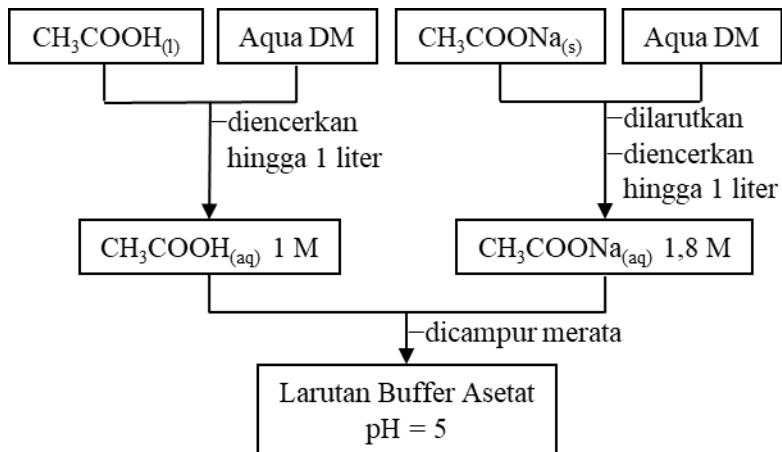 CH₃COOH₍ₗ₎ Aqua DM CH₃COONa₍ₛ₎ Aqua DM
−diencerkan
hingga 1 liter
−dilarutkan
−diencerkan
hingga 1 liter
CH₃COOH₍aq₎ 1 M CH₃COONa₍aq₎ 1,8 M
−dicampur merata
Larutan Buffer Asetat
pH = 5